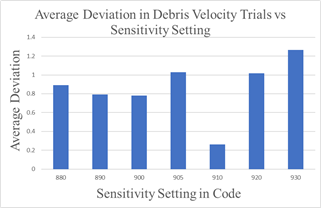 Average Deviation in Debris Velocity Trials vs
Sensitivity Setting
1.4
1.2
1
0.8
0.6
0.4
0.2
0
Average Deviation
880 890 900 905 910 920 930
Sensitivity Setting in Code